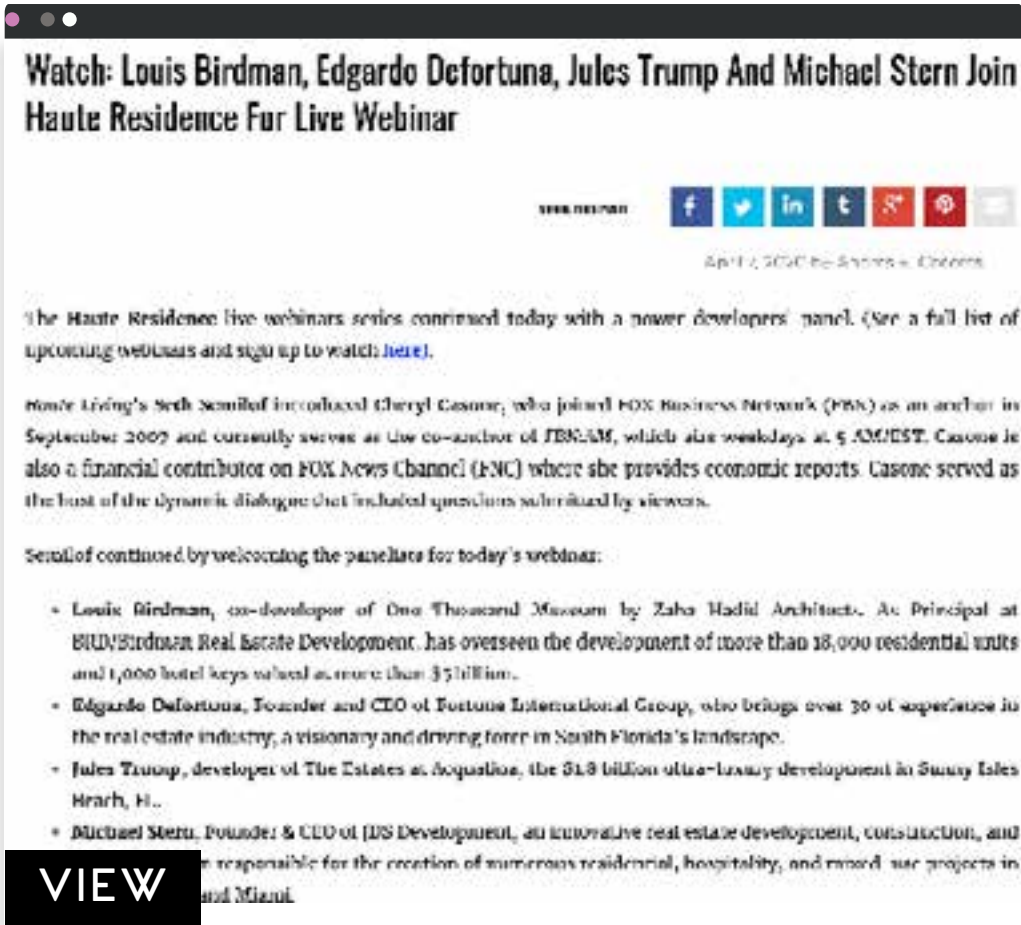 Watch: Louis Birdman, Edgardo Defortuna, Jules Trump And Michael Stern Join
Haute Residence For Live Webinar
April 7, 2020 by
The Haute Residence live webinars series continued today with a power developers' panel. (See a full list of
upcoming webinars and sign up to watch here).
Haute Living's Seth Semilof introduced Cheryl Casone, who joined FOX Business Network (FBN) as an anchor in
September 2007 and currently serves as the co-anchor of FBN:AM, which airs weekdays at 5 AM/EST. Casone is
also a financial contributor on FOX News Channel (FNC) where she provides economic reports. Casone served as
the host of the dynamic dialogue that included questions submitted by viewers.
Semilof continued by welcoming the panelists for today's webinar:
• Louis Birdman, co-developer of One Thousand Museum by Zaha Hadid Architects. As Principal at
Birdman Real Estate Development, has overseen the development of more than 18,000 residential units
and 1,000 hotel keys valued at more than $5 billion.
• Edgardo Defortuna, Founder and CEO of Fortune International Group, who brings over 30 of experience in
the real estate industry, a visionary and driving force in South Florida's landscape.
• Jules Trump, developer of The Estates at Acqualina, the $1.8 billion ultra-luxury development in Sunny Isles
Beach, FL.
• Michael Stern, Founder & CEO of JDS Development, an innovative real estate development, construction, and
responsible for the creation of numerous residential, hospitality, and mixed-use projects in
VIEW and Miami.